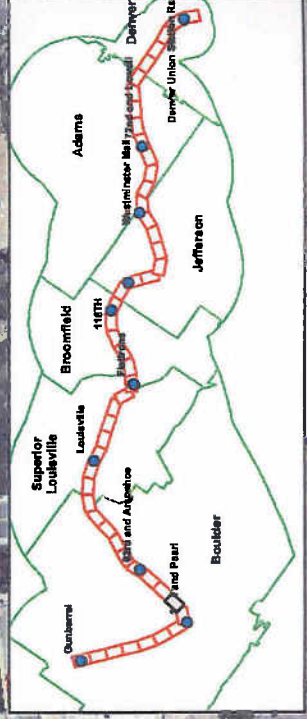 Superior
Louisville
Broomfield
Adams
Denver
Gunbarrel
Louisville
116TH
Westminster Mall
72nd and Lowell
Flatirons
and Arapahoe
and Pearl
Denver Union Station
Boulder
Jefferson